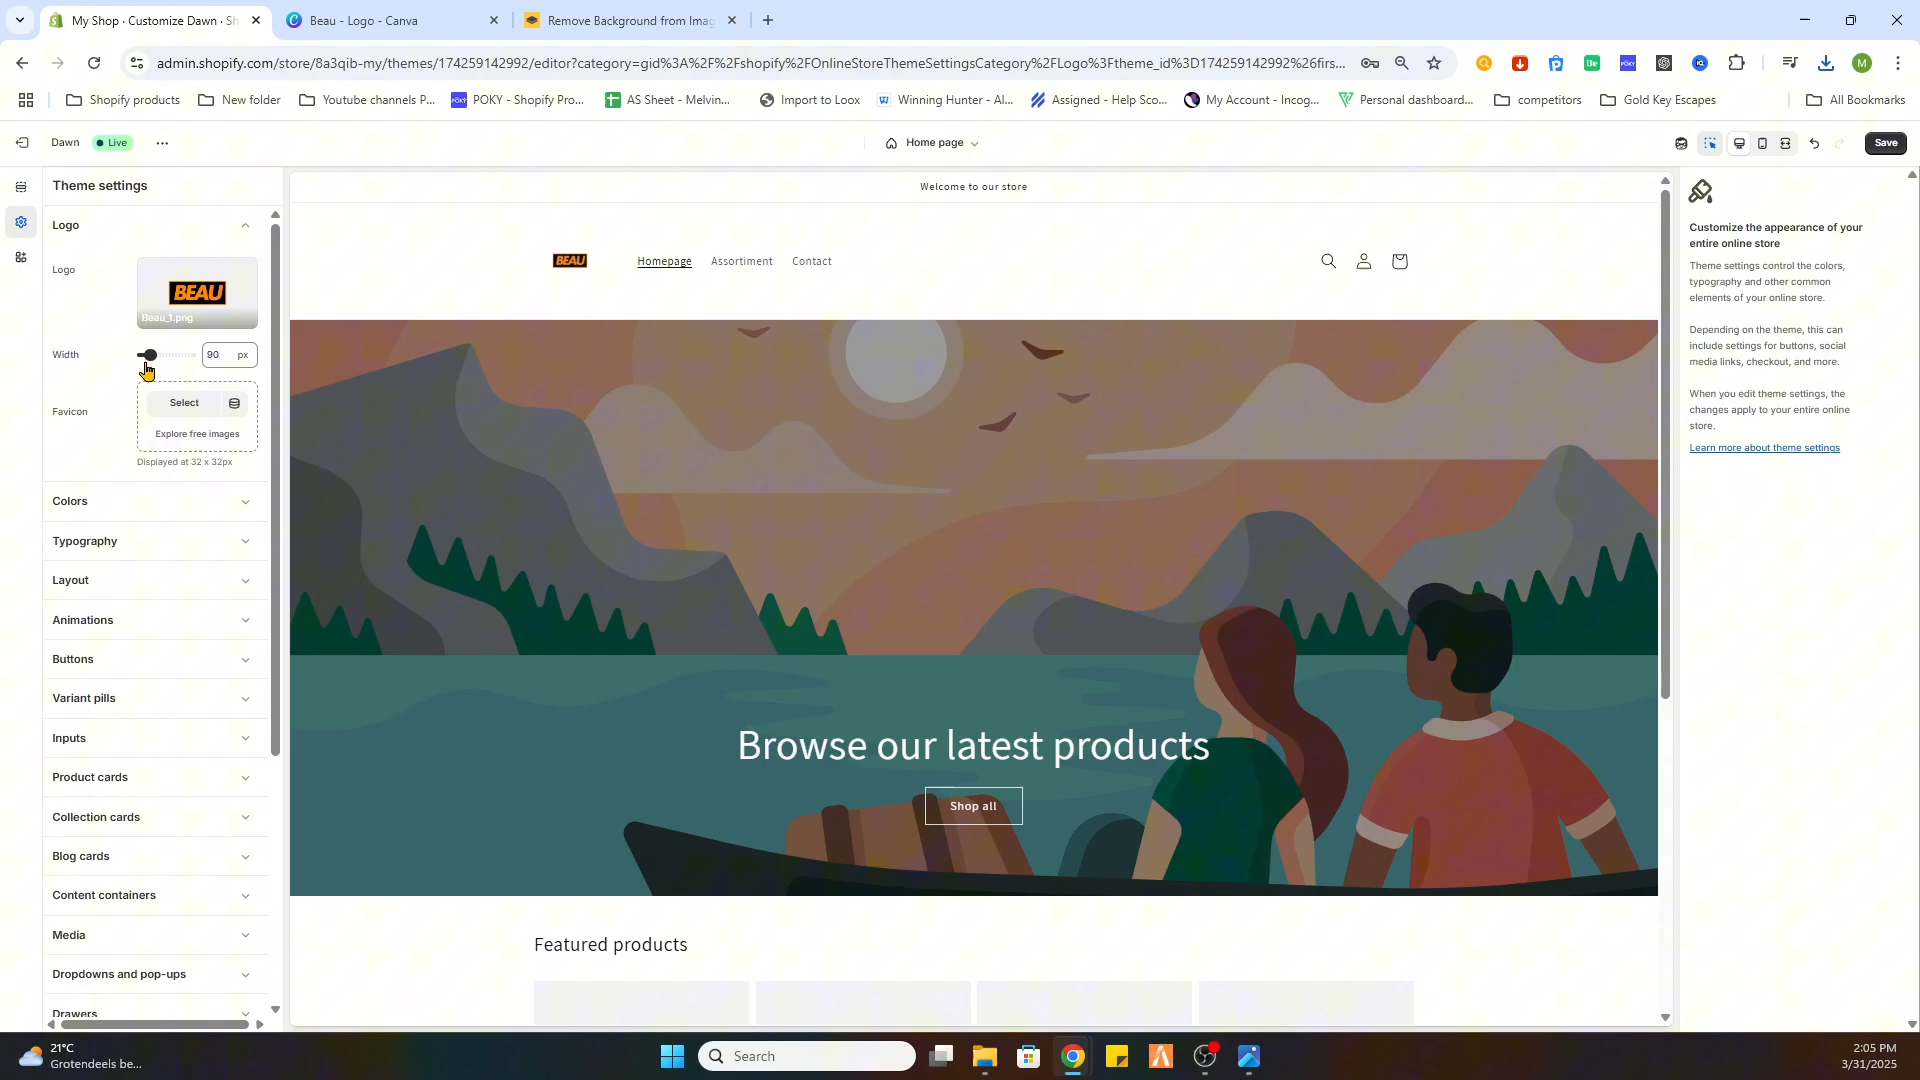 My Shop · Customize Dawn · Sh
Beau - Logo - Canva
Remove Background from Imag
admin.shopify.com/store/8a3qib-my/themes/174259142992/editor?category=gid%3A%2F%2Fshopify%2FOnlineStoreThemeSettingsCategory%2FLogo%3Ftheme_id%3D174259142992%26firs...
M
Shopify products
New folder
Youtube channels P...
POKY - Shopify Pro...
AS Sheet - Melvin...
Import to Loox
Winning Hunter - AI...
Assigned - Help Sco...
My Account - Incog...
Personal dashboard...
competitors
Gold Key Escapes
All Bookmarks
Dawn
Live
Home page
Save
Theme settings
Logo
Logo
BEAU
Beau_1.png
Width
90 px
Favicon
Select
Explore free images
Displayed at 32 x 32px
Colors
Typography
Layout
Animations
Buttons
Variant pills
Inputs
Product cards
Collection cards
Blog cards
Content containers
Media
Dropdowns and pop-ups
Drawers
Welcome to our store
BEAU
Homepage
Assortiment
Contact
Browse our latest products
Shop all
Featured products
Customize the appearance of your
entire online store
Theme settings control the colors,
typography and other common
elements of your online store.
Depending on the theme, this can
include settings for buttons, social
media links, checkout, and more.
When you edit theme settings, the
changes apply to your entire online
store.
Learn more about theme settings
21°C
Grotendeels be...
Search
2:05 PM
3/31/2025